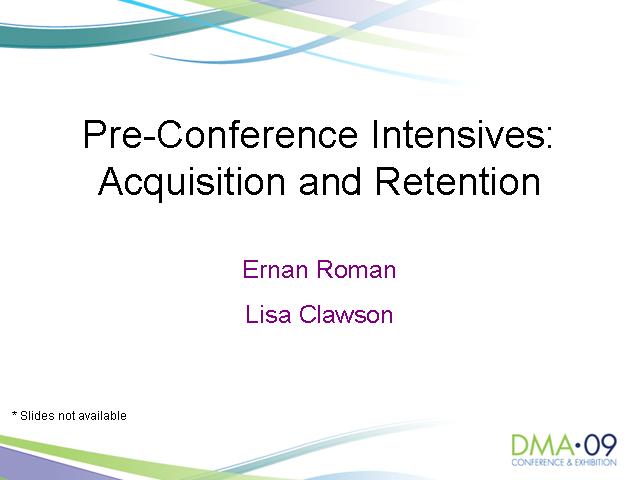 Pre-Conference Intensives:
Acquisition and Retention
Ernan Roman
Lisa Clawson
* Slides not available
DMA•09
CONFERENCE & EXHIBITION